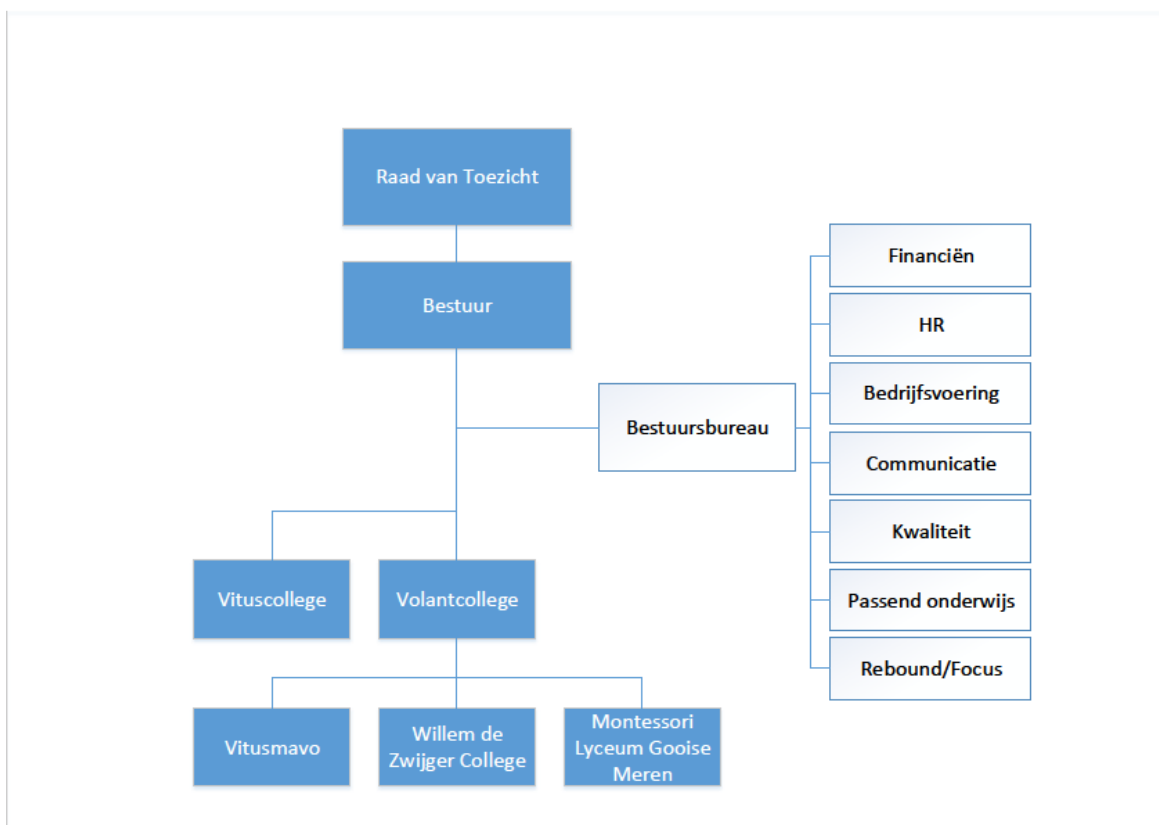 Raad van Toezicht
Bestuur
Bestuursbureau
Financiën
HR
Bedrijfsvoering
Communicatie
Kwaliteit
Passend onderwijs
Rebound/Focus
Vituscollege
Volantcollege
Vitusmavo
Willem de
Zwijger College
Montessori
Lyceum Gooise
Meren